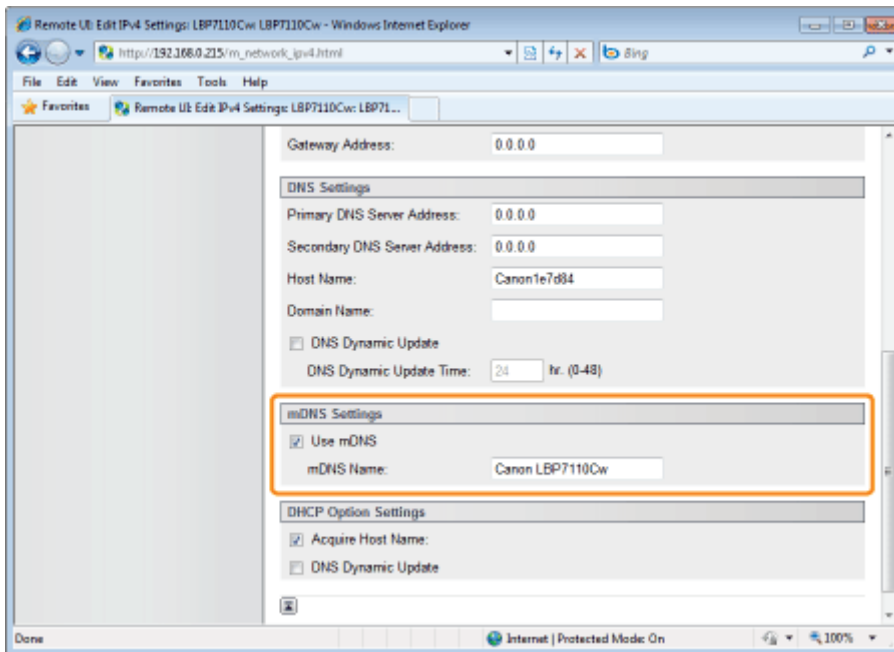 Remote UI: Edit IPv4 Settings: LBP7110Cw: LBP7110Cw - Windows Internet Explorer
http://192.168.0.215/m_network_ipv4.html
Bing
File Edit View Favorites Tools Help
Favorites Remote UI: Edit IPv4 Settings: LBP7110Cw: LBP71...
Gateway Address: 0.0.0.0
DNS Settings
Primary DNS Server Address: 0.0.0.0
Secondary DNS Server Address: 0.0.0.0
Host Name: Canon1e7d84
Domain Name:
DNS Dynamic Update
DNS Dynamic Update Time: 24 hr. (0-48)
mDNS Settings
Use mDNS
mDNS Name: Canon LBP7110Cw
DHCP Option Settings
Acquire Host Name:
DNS Dynamic Update
Done Internet | Protected Mode: On 100%